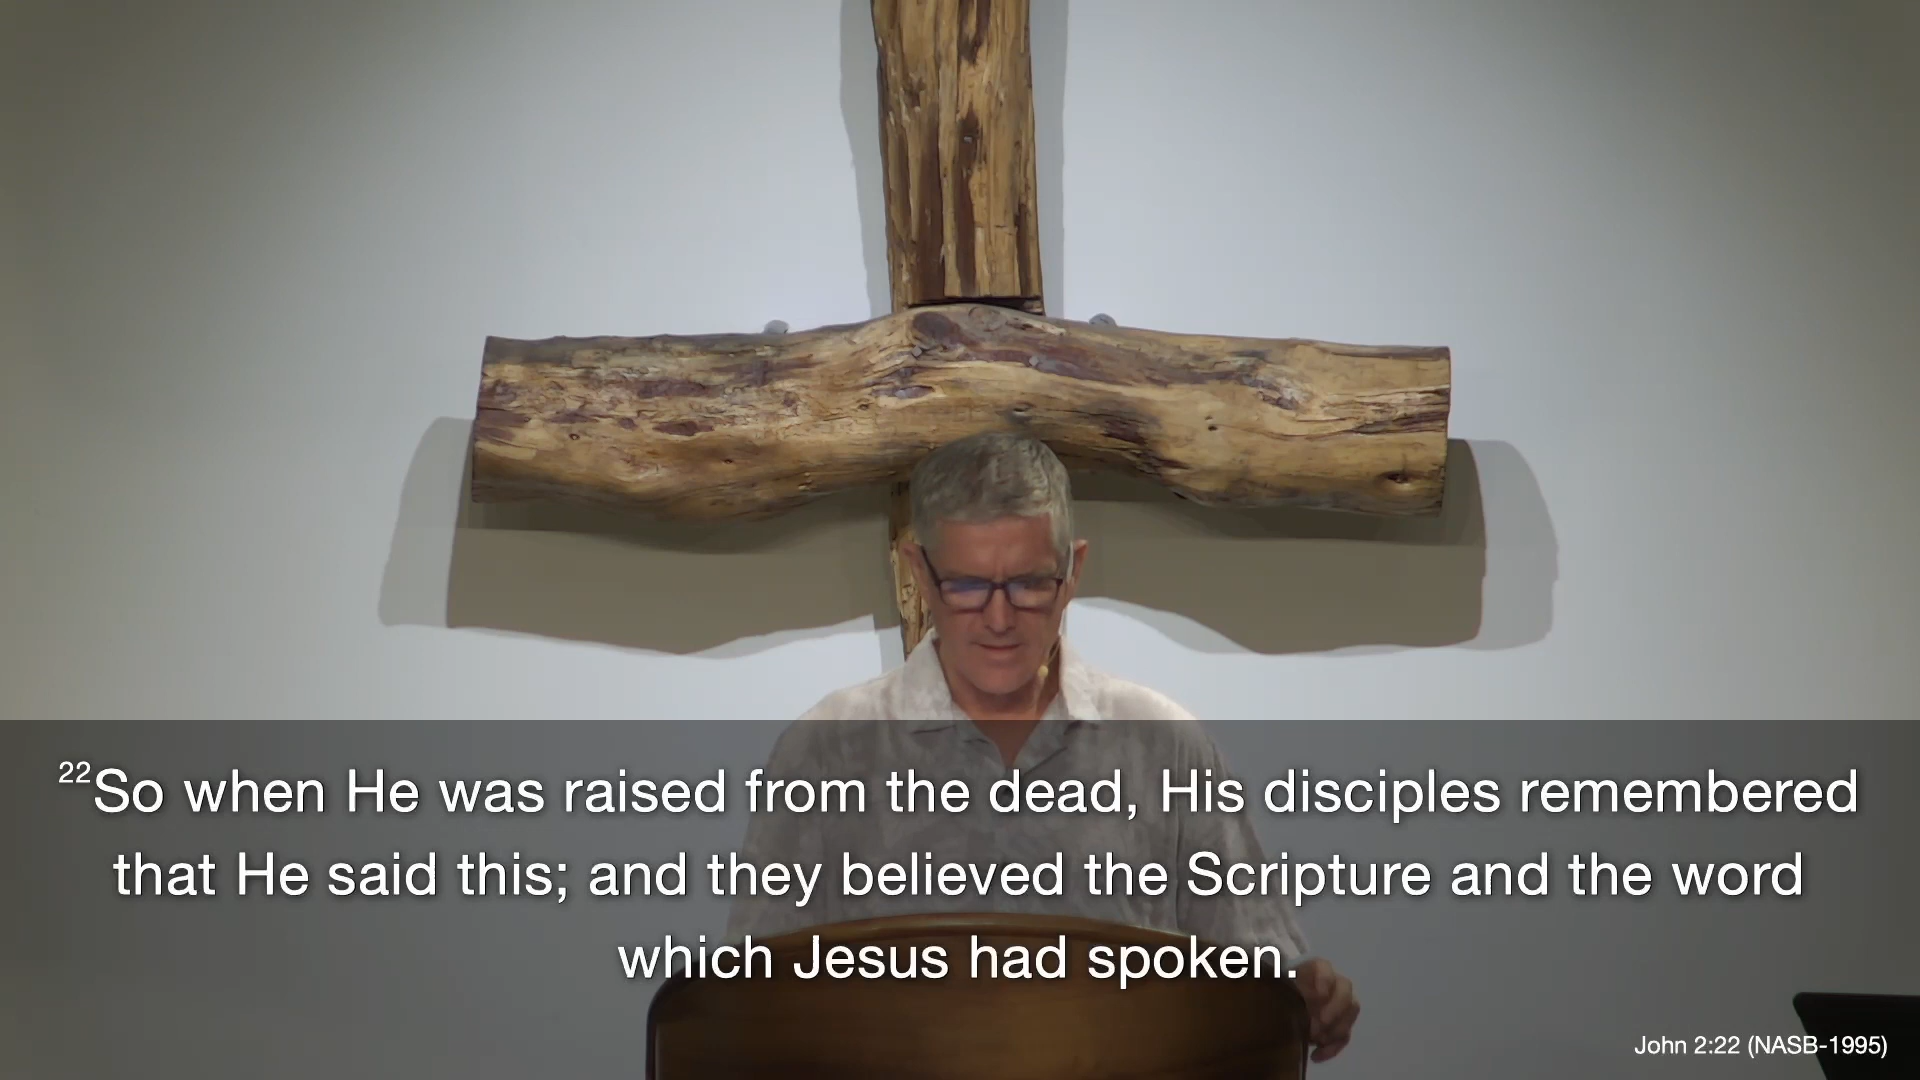 22So when He was raised from the dead, His disciples remembered
that He said this; and they believed the Scripture and the word
which Jesus had spoken.
John 2:22 (NASB-1995)